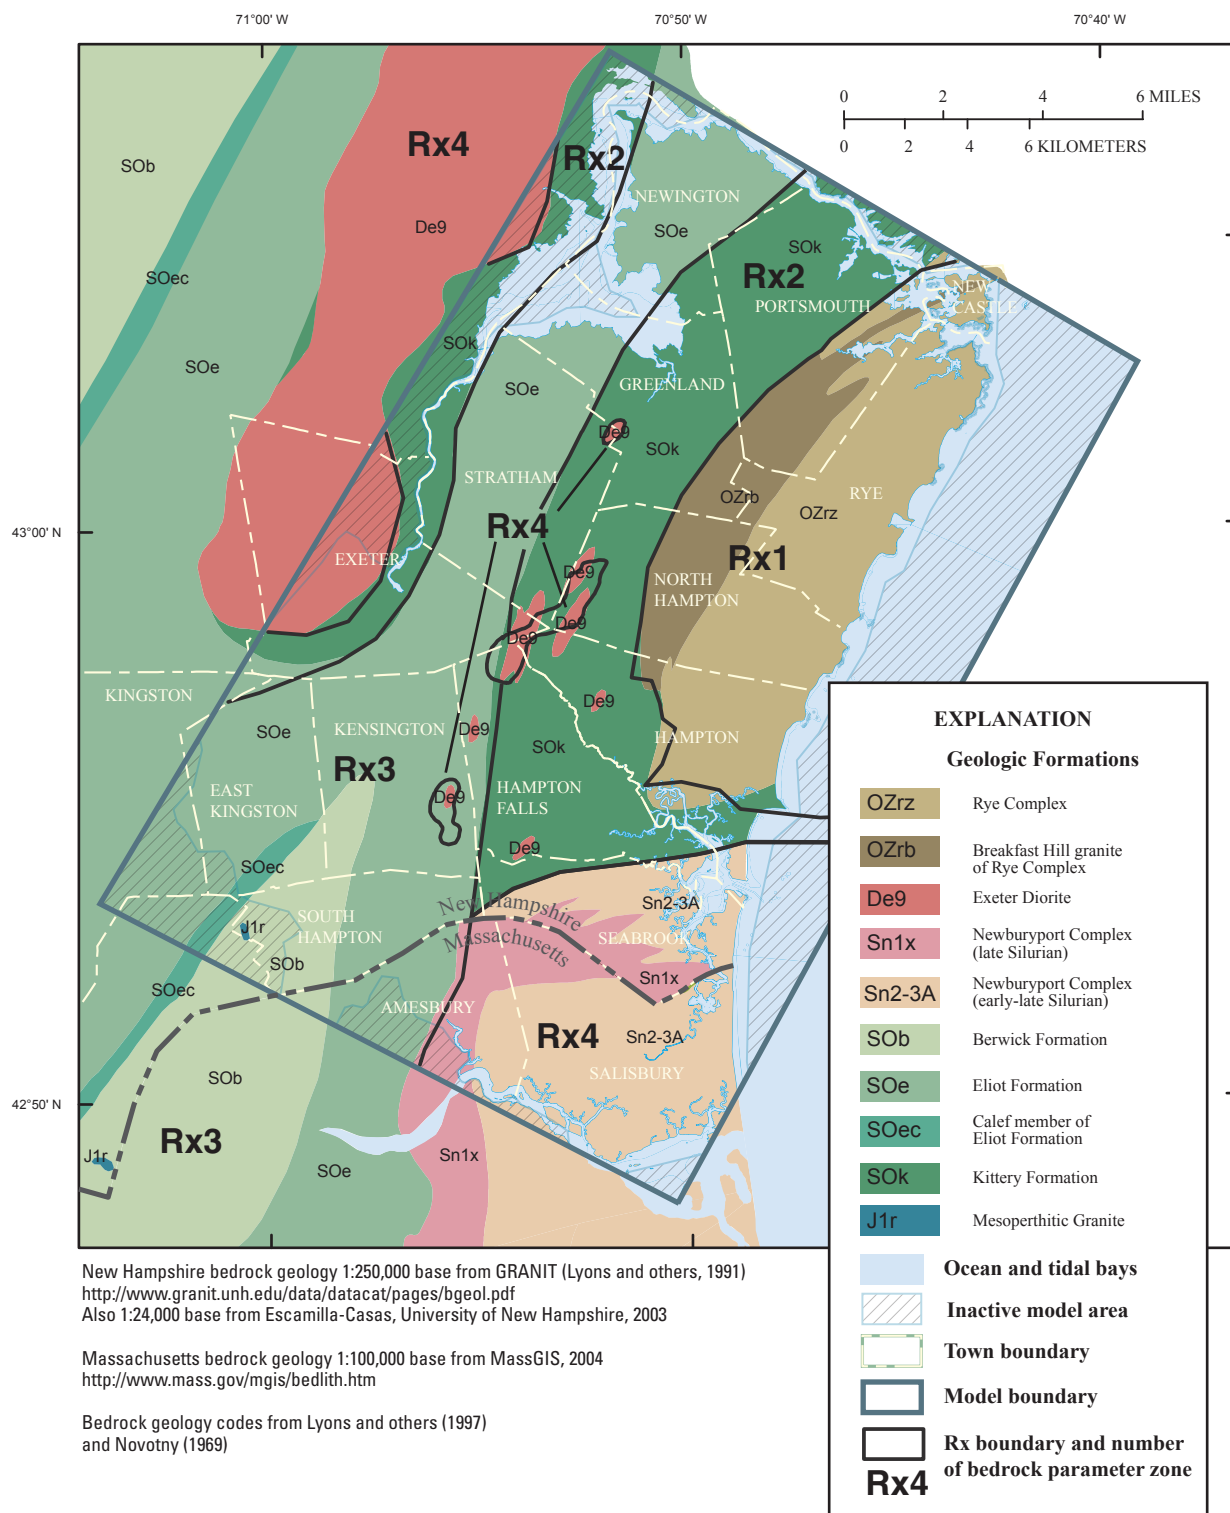 71°00' W
70°50' W
70°40' W
0 2 4 6 MILES
0 2 4 6 KILOMETERS
Rx4
Rx2
SOb
NEWINGTON
De9
SOe
SOk
SOec
Rx2
NEW
CASTLE
PORTSMOUTH
SOk
SOe
SOe
GREENLAND
De9
SOk
STRATHAM
RYE
OZrb
OZrz
Rx4
43°00' N
EXETER
Rx1
De9
NORTH
HAMPTON
De9
De9
KINGSTON
De9
SOe
KENSINGTON
De9
HAMPTON
SOk
Rx3
EAST
KINGSTON
HAMPTON
FALLS
De9
De9
SOec
New Hampshire
Massachusetts
Sn2-3A
SOUTH
HAMPTON
J1r
SEABROOK
SOb
Sn1x
SOec
AMESBURY
Rx4
Sn2-3A
SALISBURY
SOb
42°50' N
Rx3
J1r
Sn1x
SOe
EXPLANATION
Geologic Formations
OZrz Rye Complex
OZrb Breakfast Hill granite
of Rye Complex
De9 Exeter Diorite
Sn1x Newburyport Complex
(late Silurian)
Sn2-3A Newburyport Complex
(early-late Silurian)
SOb Berwick Formation
SOe Eliot Formation
SOec Calef member of
Eliot Formation
SOk Kittery Formation
J1r Mesoperthitic Granite
Ocean and tidal bays
Inactive model area
Town boundary
Model boundary
Rx boundary and number
of bedrock parameter zone
Rx4
New Hampshire bedrock geology 1:250,000 base from GRANIT (Lyons and others, 1991)
http://www.granit.unh.edu/data/datacat/pages/bgeol.pdf
Also 1:24,000 base from Escamilla-Casas, University of New Hampshire, 2003
Massachusetts bedrock geology 1:100,000 base from MassGIS, 2004
http://www.mass.gov/mgis/bedlith.htm
Bedrock geology codes from Lyons and others (1997)
and Novotny (1969)